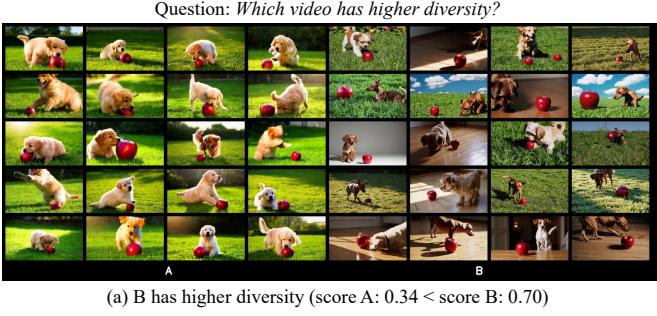 Question: Which video has higher diversity?
A
B
(a) B has higher diversity (score A: 0.34 < score B: 0.70)